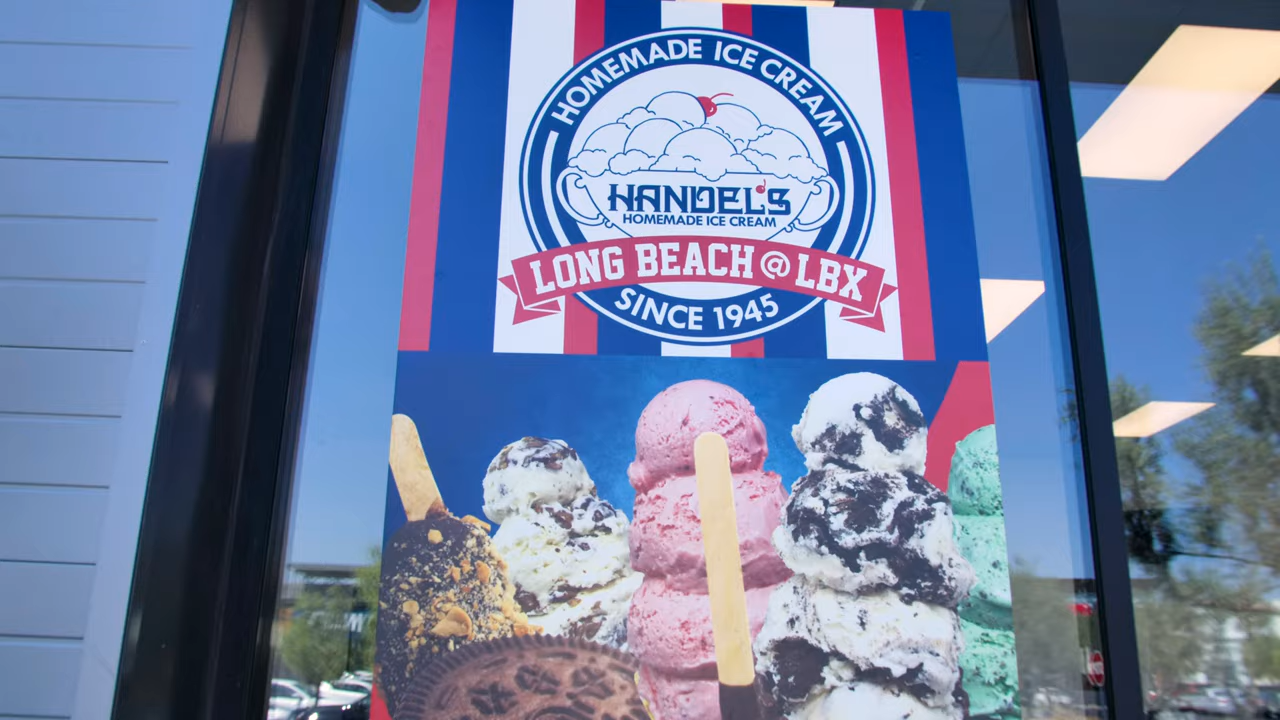 HOMEMADE ICE CREAM
HANDEL'S
HOMEMADE ICE CREAM
LONG BEACH @ LBX
SINCE 1945